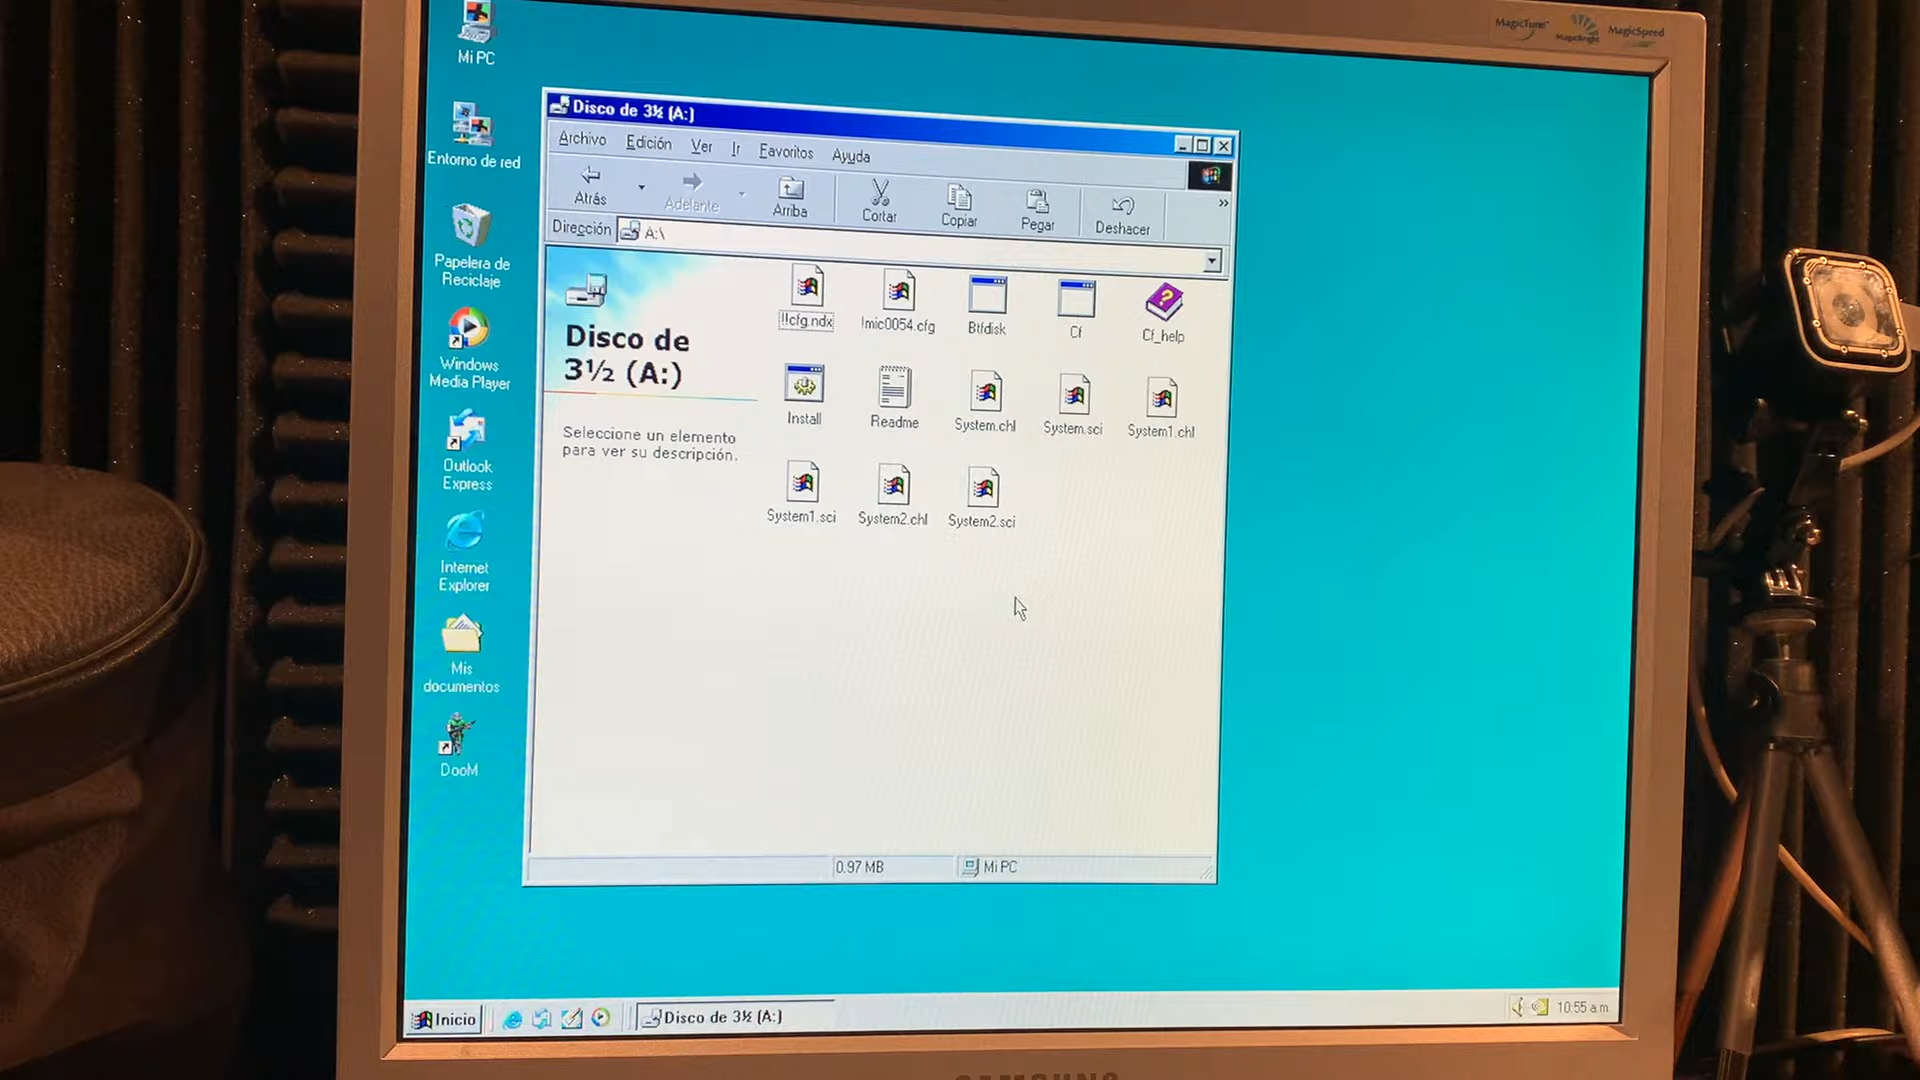 MagicTune™
MagicBright
MagicSpeed
Mi PC
Entorno de red
Papelera de
Reciclaje
Windows
Media Player
Outlook
Express
Internet
Explorer
Mis
documentos
DooM
Disco de 3½ (A:)
Archivo Edición Ver Ir Favoritos Ayuda
Atrás Adelante Arriba Cortar Copiar Pegar Deshacer »
Dirección A:\
Disco de
3½ (A:)
Seleccione un elemento
para ver su descripción.
!!cfg.ndx !mic0054.cfg Btfdisk Cf Cf_help
Install Readme System.chl System.sci System1.chl
System1.sci System2.chl System2.sci
0.97 MB Mi PC
Inicio Disco de 3½ (A:) 10:55 a.m.
SAMSUNG